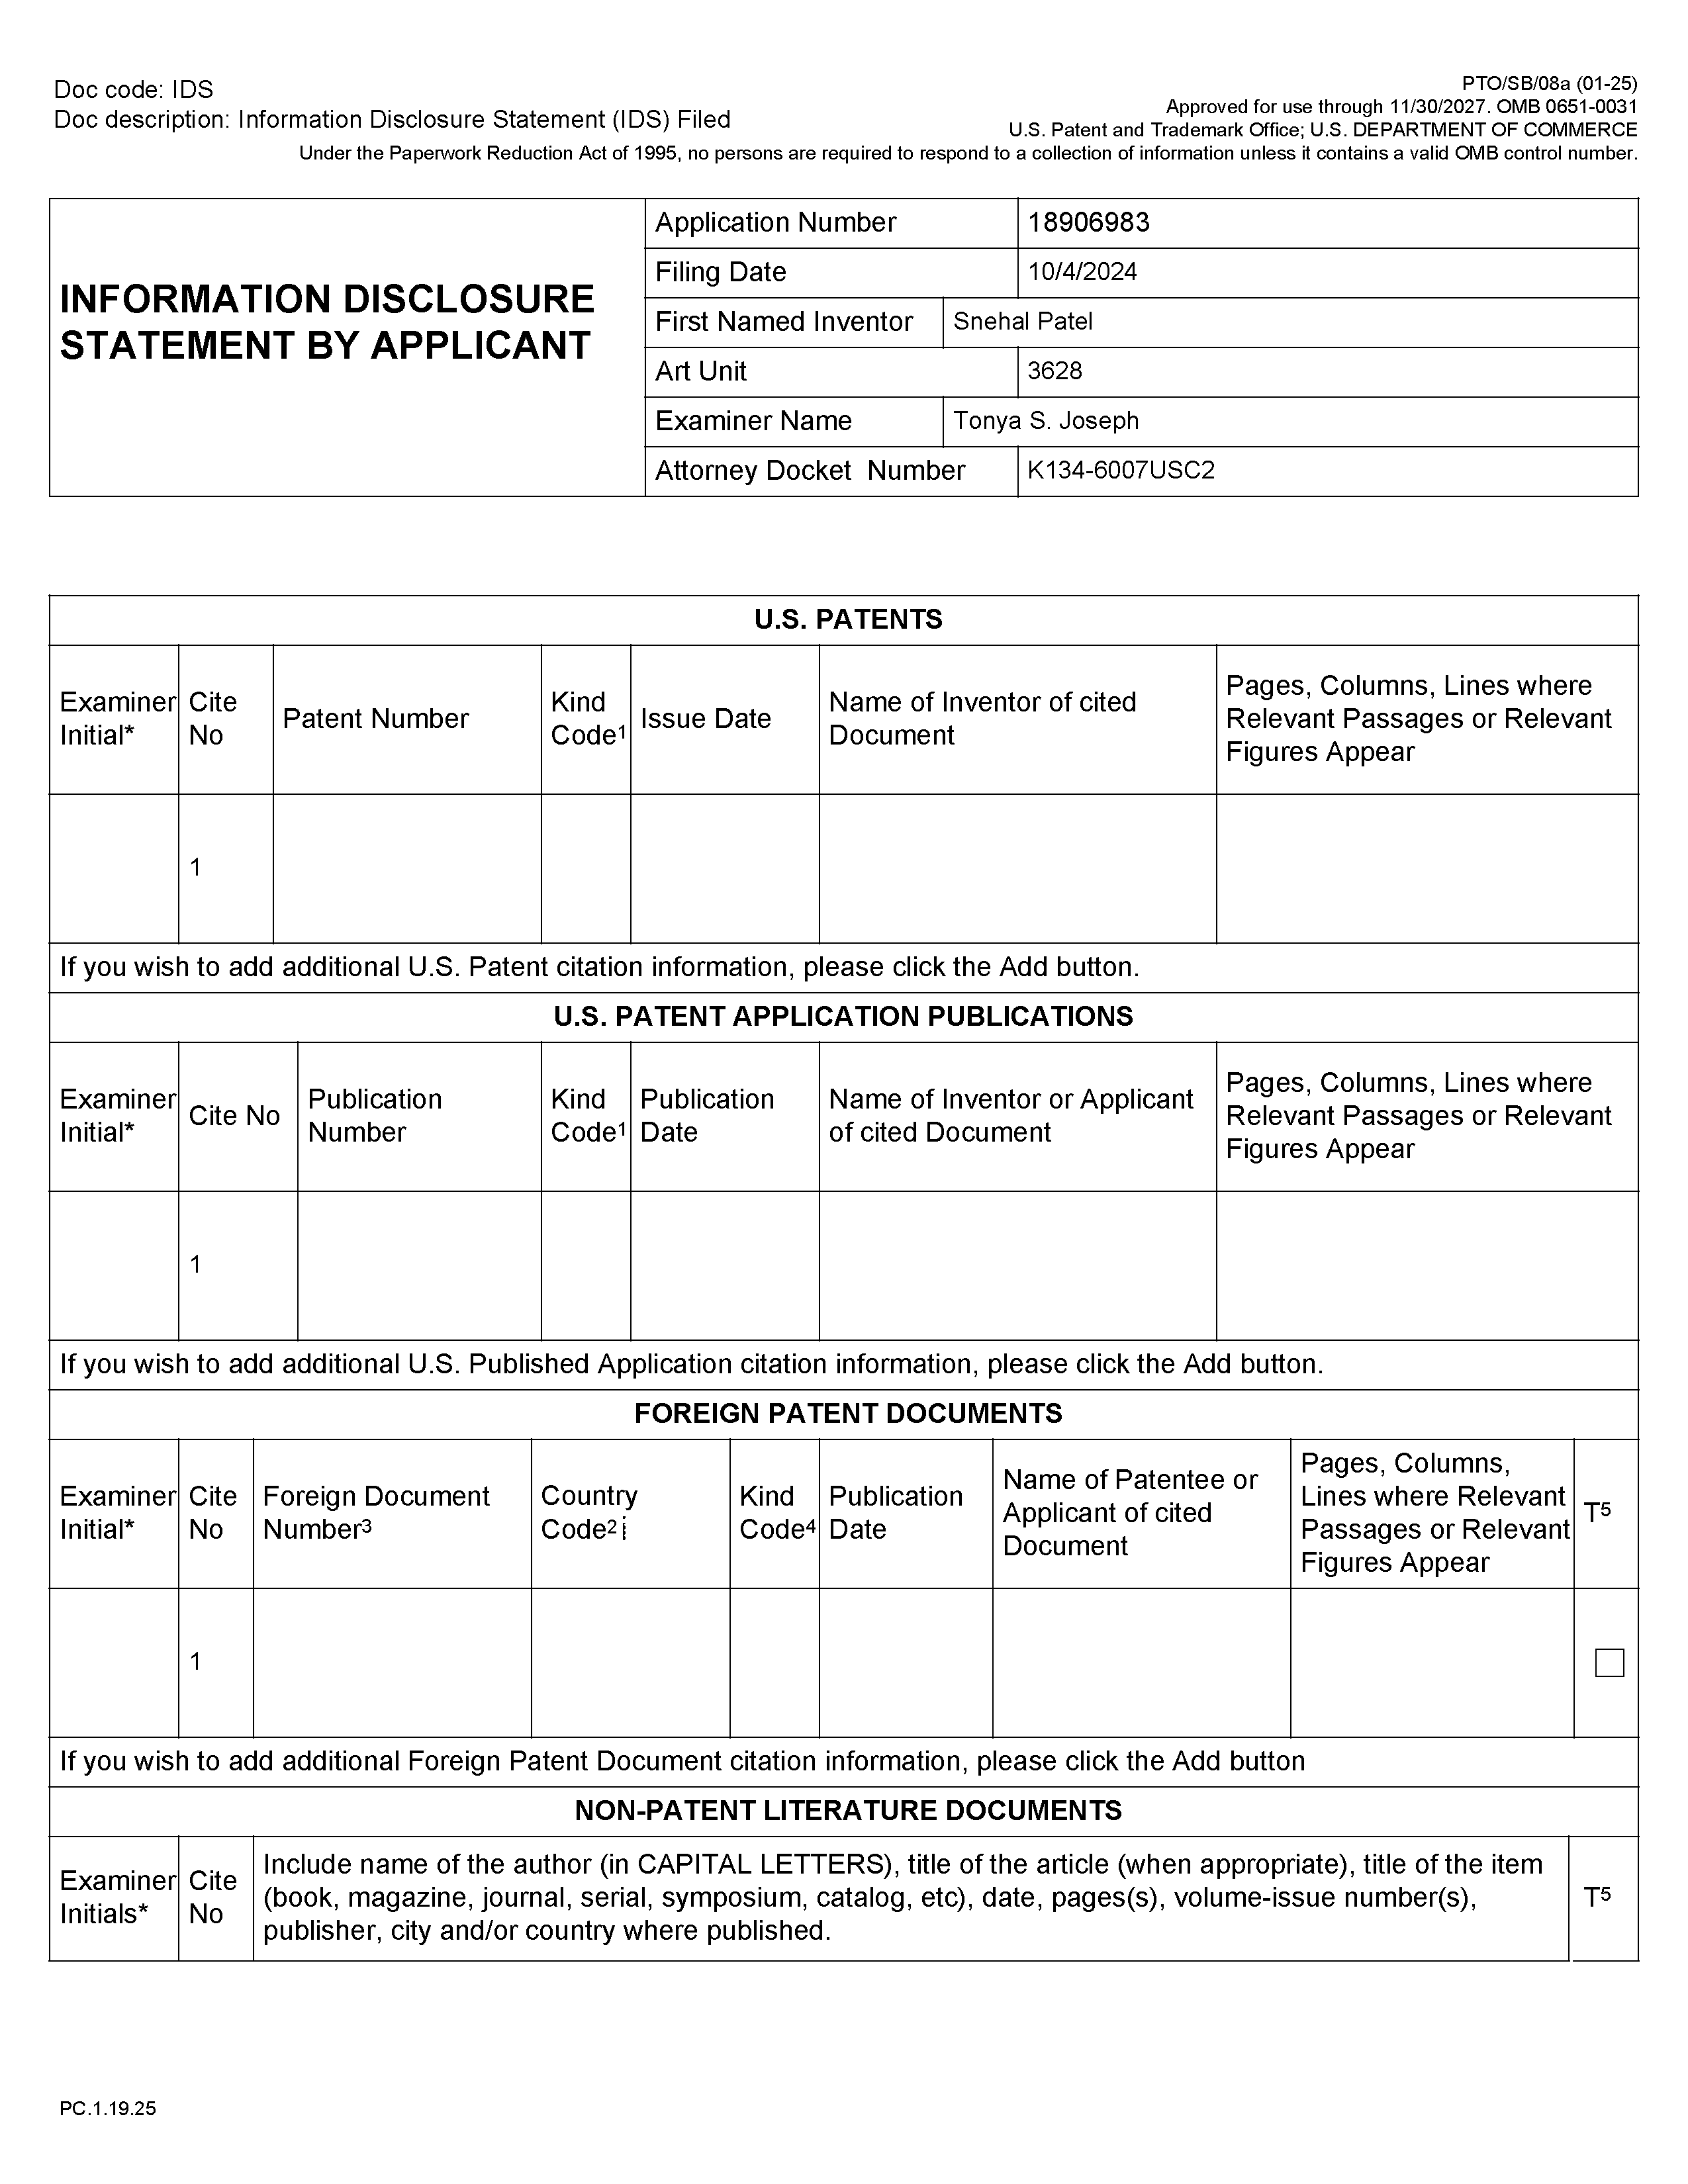 Doc code: IDS
Doc description: Information Disclosure Statement (IDS) Filed
PTO/SB/08a (01-25)
Approved for use through 11/30/2027. OMB 0651-0031
U.S. Patent and Trademark Office; U.S. DEPARTMENT OF COMMERCE
Under the Paperwork Reduction Act of 1995, no persons are required to respond to a collection of information unless it contains a valid OMB control number.
INFORMATION DISCLOSURE
STATEMENT BY APPLICANT
Application Number 18906983
Filing Date 10/4/2024
First Named Inventor Snehal Patel
Art Unit 3628
Examiner Name Tonya S. Joseph
Attorney Docket Number K134-6007USC2
U.S. PATENTS
Examiner
Initial*
Cite
No
Patent Number
Kind
Code1
Issue Date
Name of Inventor of cited
Document
Pages, Columns, Lines where
Relevant Passages or Relevant
Figures Appear
1
If you wish to add additional U.S. Patent citation information, please click the Add button.
U.S. PATENT APPLICATION PUBLICATIONS
Examiner
Initial*
Cite No
Publication
Number
Kind
Code1
Publication
Date
Name of Inventor or Applicant
of cited Document
Pages, Columns, Lines where
Relevant Passages or Relevant
Figures Appear
1
If you wish to add additional U.S. Published Application citation information, please click the Add button.
FOREIGN PATENT DOCUMENTS
Examiner
Initial*
Cite
No
Foreign Document
Number3
Country
Code2 i
Kind
Code4
Publication
Date
Name of Patentee or
Applicant of cited
Document
Pages, Columns,
Lines where Relevant
Passages or Relevant
Figures Appear
T5
1
If you wish to add additional Foreign Patent Document citation information, please click the Add button
NON-PATENT LITERATURE DOCUMENTS
Examiner
Initials*
Cite
No
Include name of the author (in CAPITAL LETTERS), title of the article (when appropriate), title of the item
(book, magazine, journal, serial, symposium, catalog, etc), date, pages(s), volume-issue number(s),
publisher, city and/or country where published.
T5
PC.1.19.25